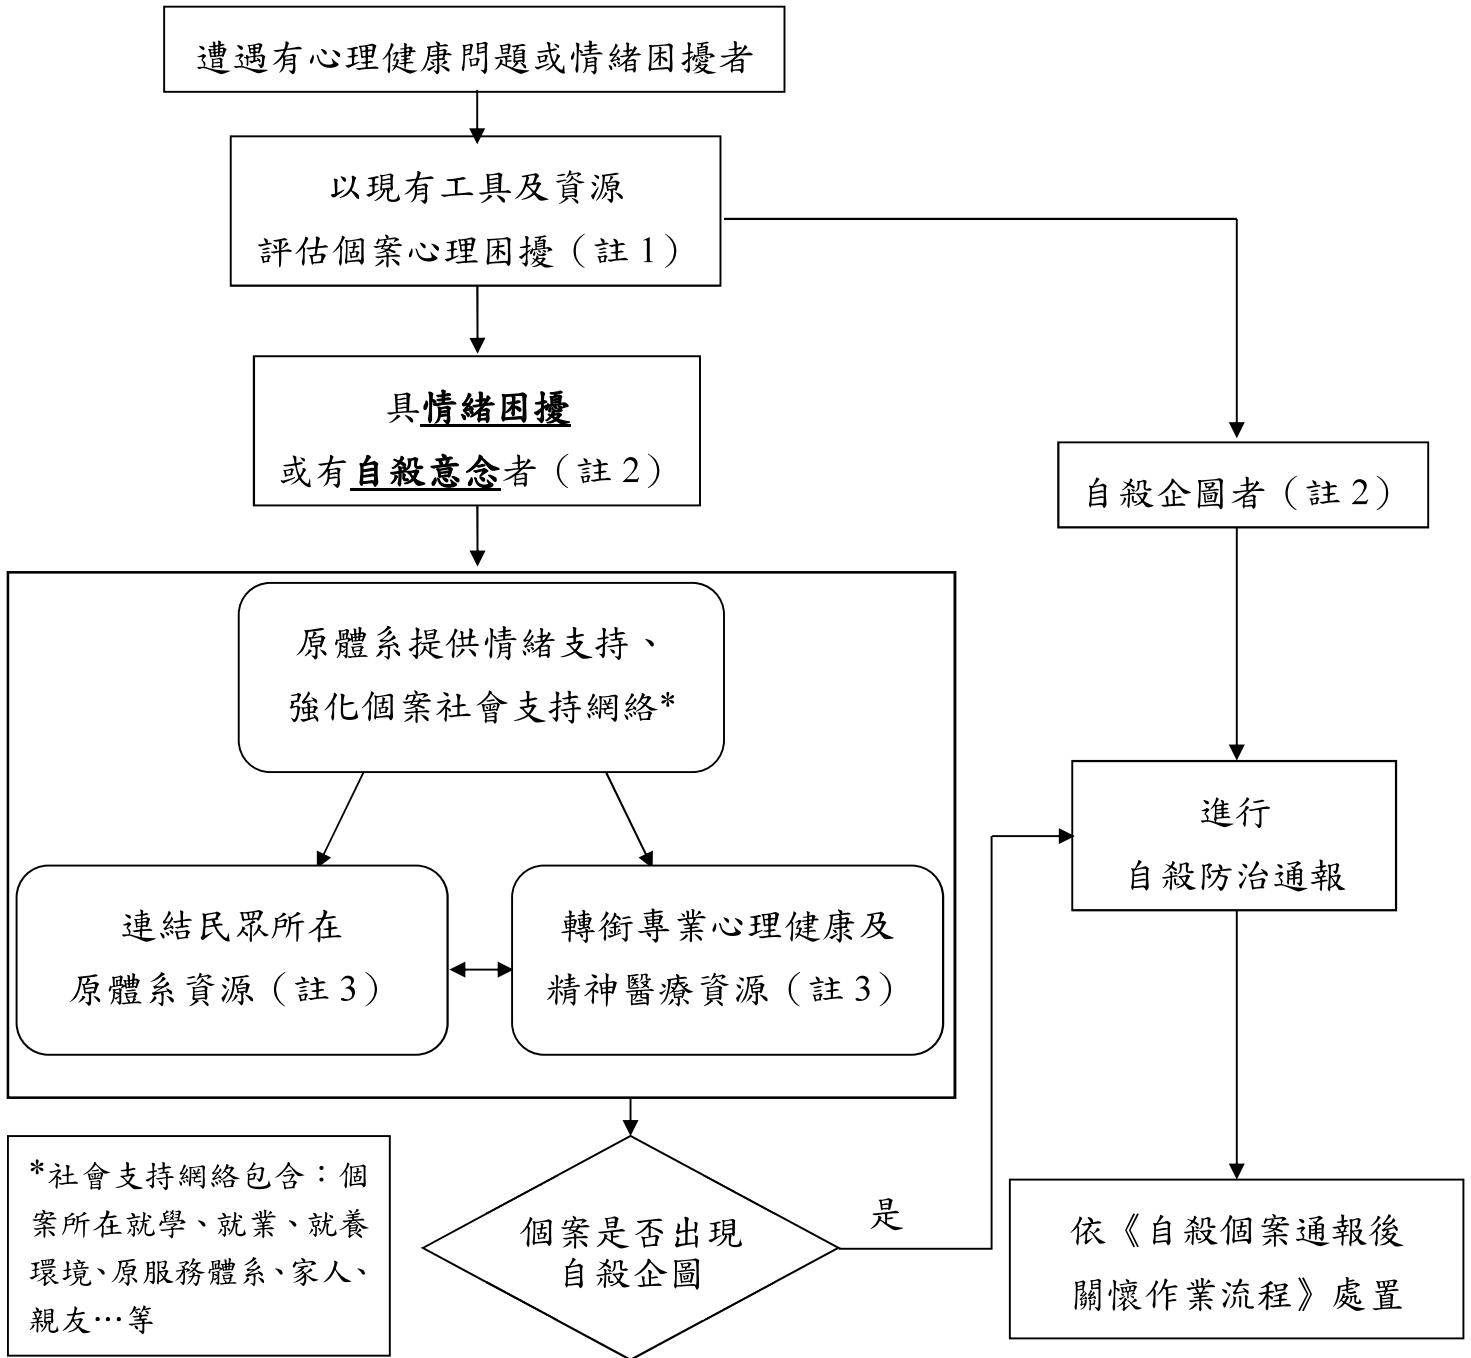 遭遇有心理健康問題或情緒困擾者
以現有工具及資源
評估個案心理困擾（註 1）
具情緒困擾
或有自殺意念者（註 2）
自殺企圖者（註 2）
原體系提供情緒支持、
強化個案社會支持網絡*
連結民眾所在
原體系資源（註 3）
轉銜專業心理健康及
精神醫療資源（註 3）
進行
自殺防治通報
*社會支持網絡包含：個
案所在就學、就業、就養
環境、原服務體系、家人、
親友…等
個案是否出現
自殺企圖
是
依《自殺個案通報後
關懷作業流程》處置